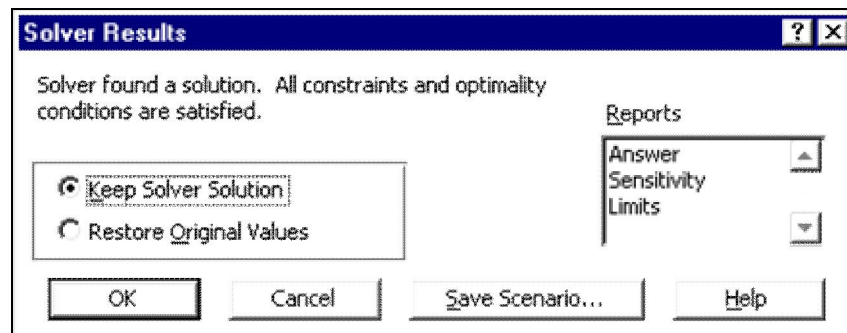 Solver Results
Solver found a solution. All constraints and optimality
conditions are satisfied.
Reports
Answer
Sensitivity
Limits
Keep Solver Solution
Restore Original Values
OK
Cancel
Save Scenario...
Help